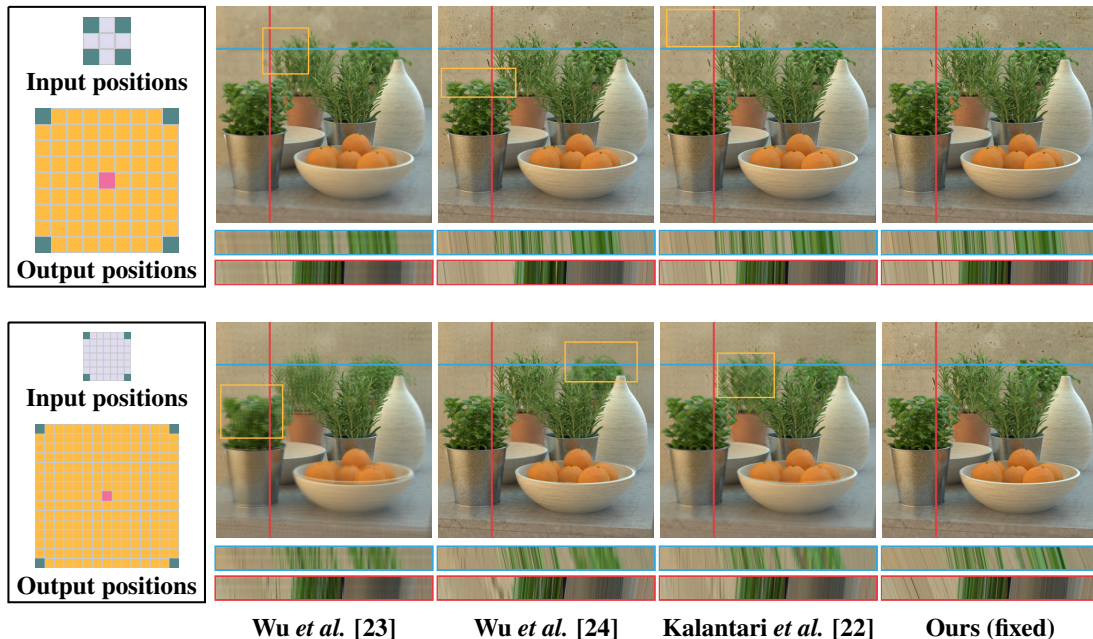 Input positions
Output positions
Input positions
Output positions
Wu et al. [23]
Wu et al. [24]
Kalantari et al. [22]
Ours (fixed)